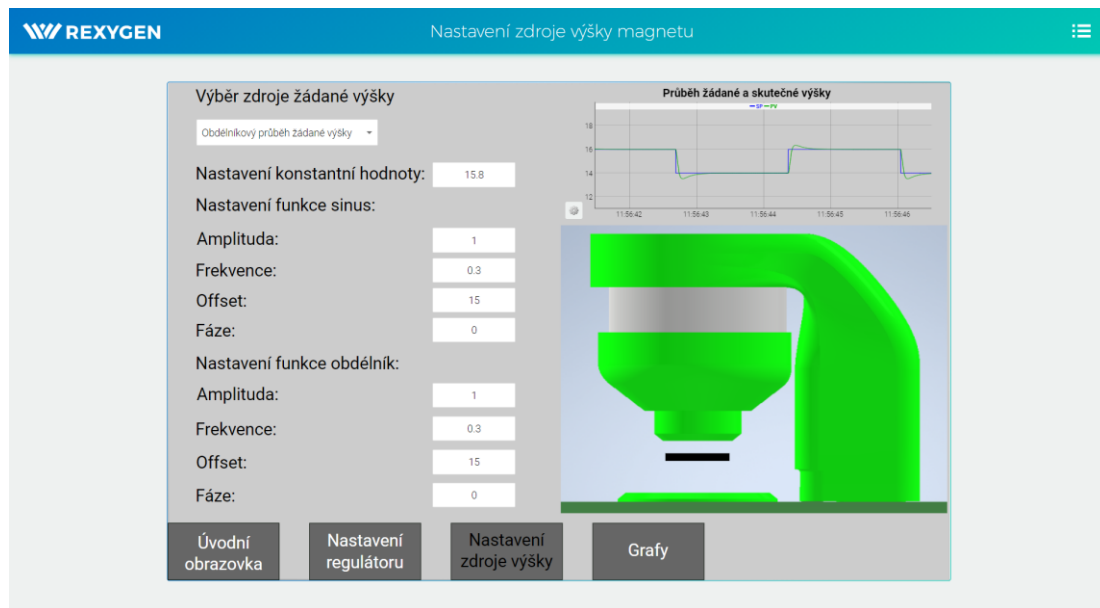 REXYGEN
Nastavení zdroje výšky magnetu
Výběr zdroje žádané výšky
Obdélníkový průběh žádané výšky
Nastavení konstantní hodnoty: 15.8
Nastavení funkce sinus:
Amplituda: 1
Frekvence: 0.3
Offset: 15
Fáze: 0
Nastavení funkce obdélník:
Amplituda: 1
Frekvence: 0.3
Offset: 15
Fáze: 0
Průběh žádané a skutečné výšky
SP PV
18
16
14
12
11:56:42 11:56:43 11:56:44 11:56:45 11:56:46
Úvodní
obrazovka
Nastavení
regulátoru
Nastavení
zdroje výšky
Grafy